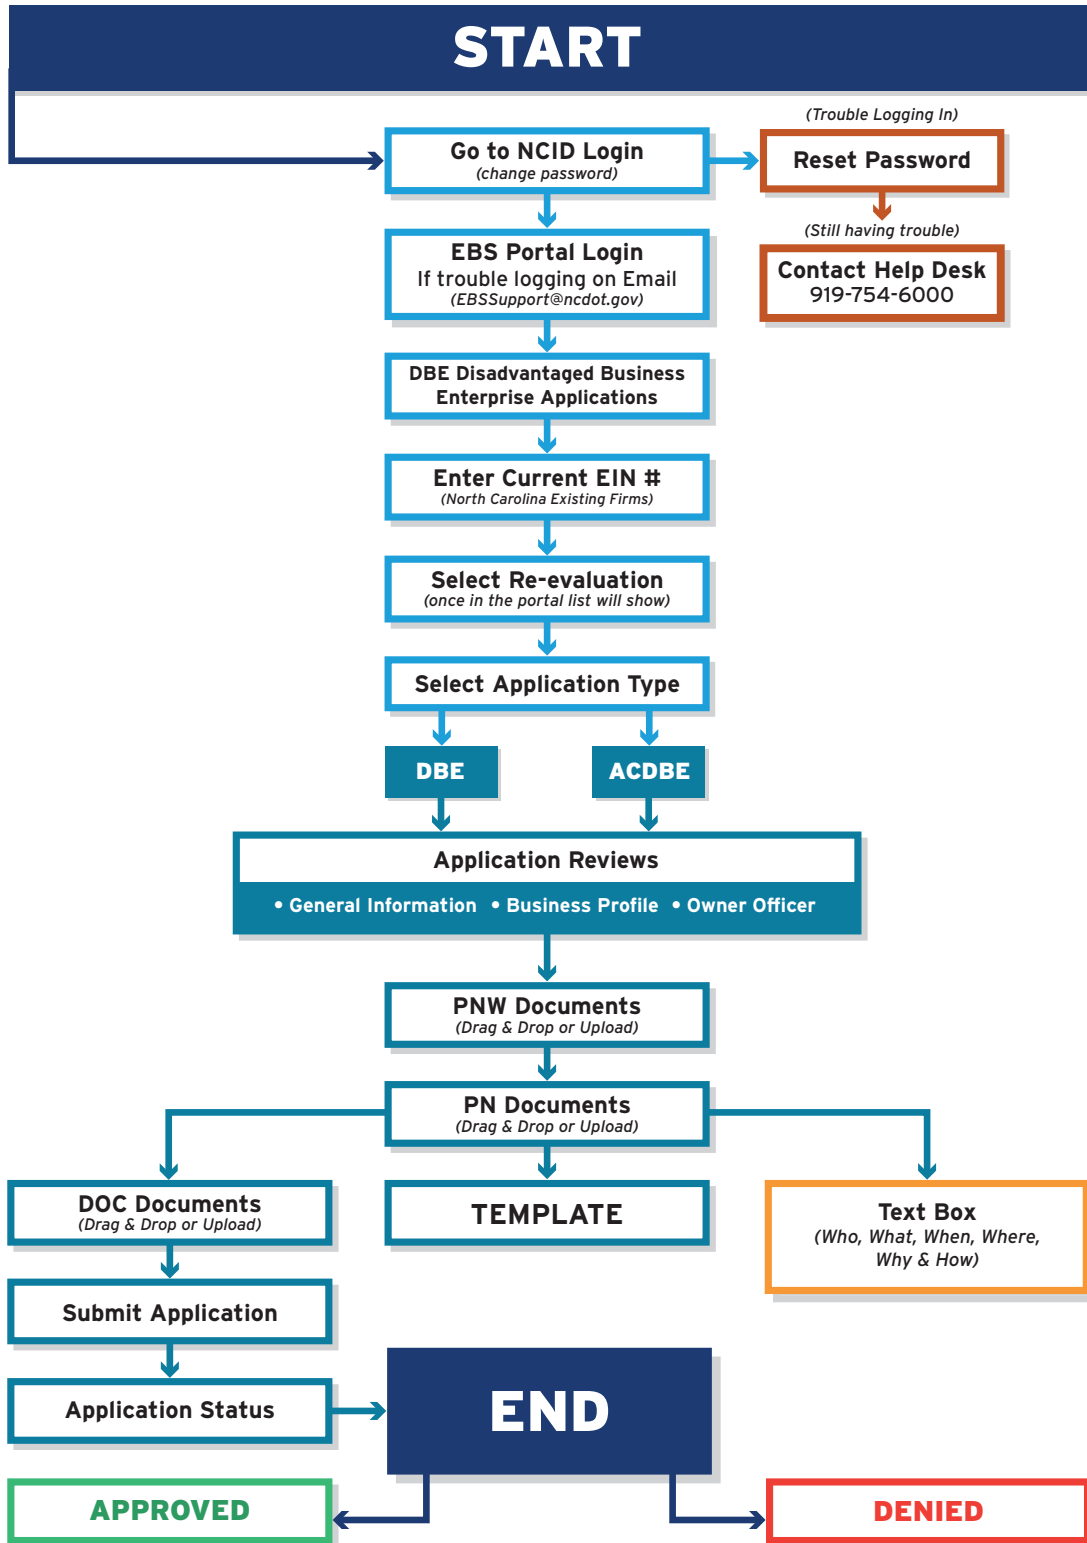 START
(Trouble Logging In)
Go to NCID Login
(change password)
Reset Password
(Still having trouble)
EBS Portal Login
If trouble logging on Email
(EBSSupport@ncdot.gov)
Contact Help Desk
919-754-6000
DBE Disadvantaged Business
Enterprise Applications
Enter Current EIN #
(North Carolina Existing Firms)
Select Re-evaluation
(once in the portal list will show)
Select Application Type
DBE
ACDBE
Application Reviews
• General Information • Business Profile • Owner Officer
PNW Documents
(Drag & Drop or Upload)
PN Documents
(Drag & Drop or Upload)
DOC Documents
(Drag & Drop or Upload)
TEMPLATE
Text Box
(Who, What, When, Where,
Why & How)
Submit Application
Application Status
END
APPROVED
DENIED